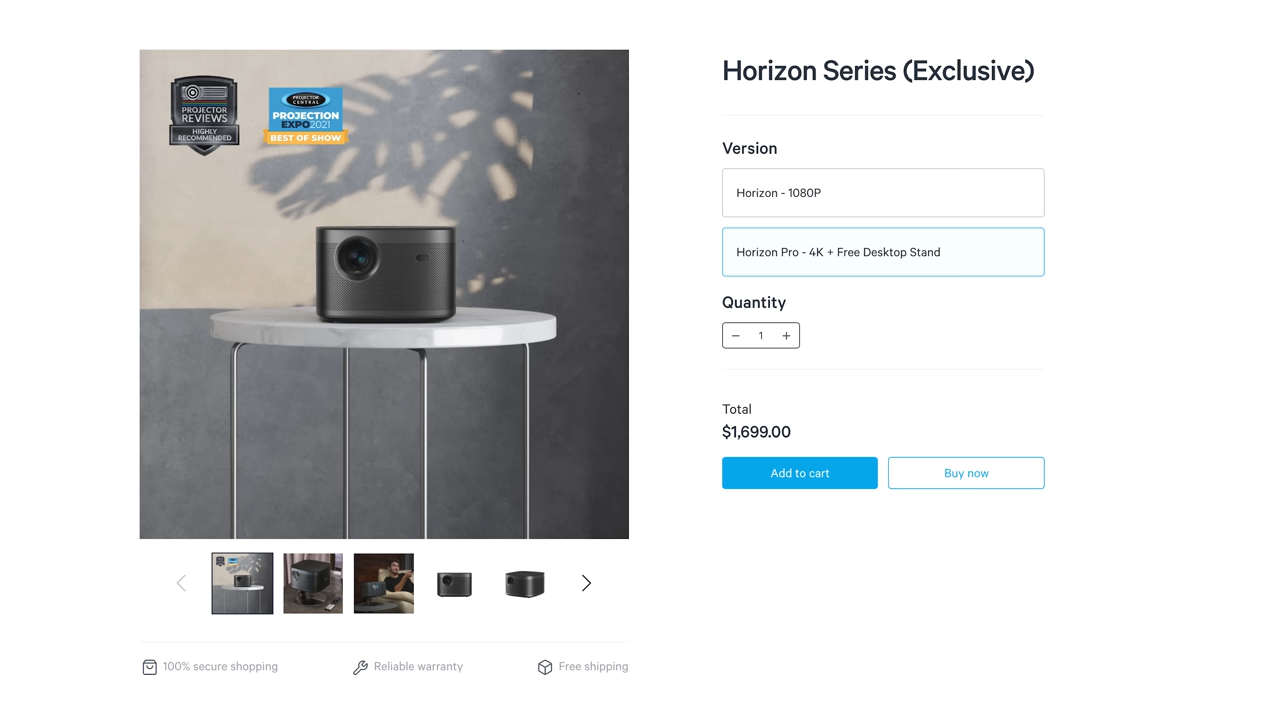 PROJECTOR
REVIEWS
HIGHLY
RECOMMENDED
PROJECTOR
CENTRAL
PROJECTION
EXPO 2021
BEST OF SHOW
100% secure shopping
Reliable warranty
Free shipping
Horizon Series (Exclusive)
Version
Horizon - 1080P
Horizon Pro - 4K + Free Desktop Stand
Quantity
− 1 +
Total
$1,699.00
Add to cart
Buy now